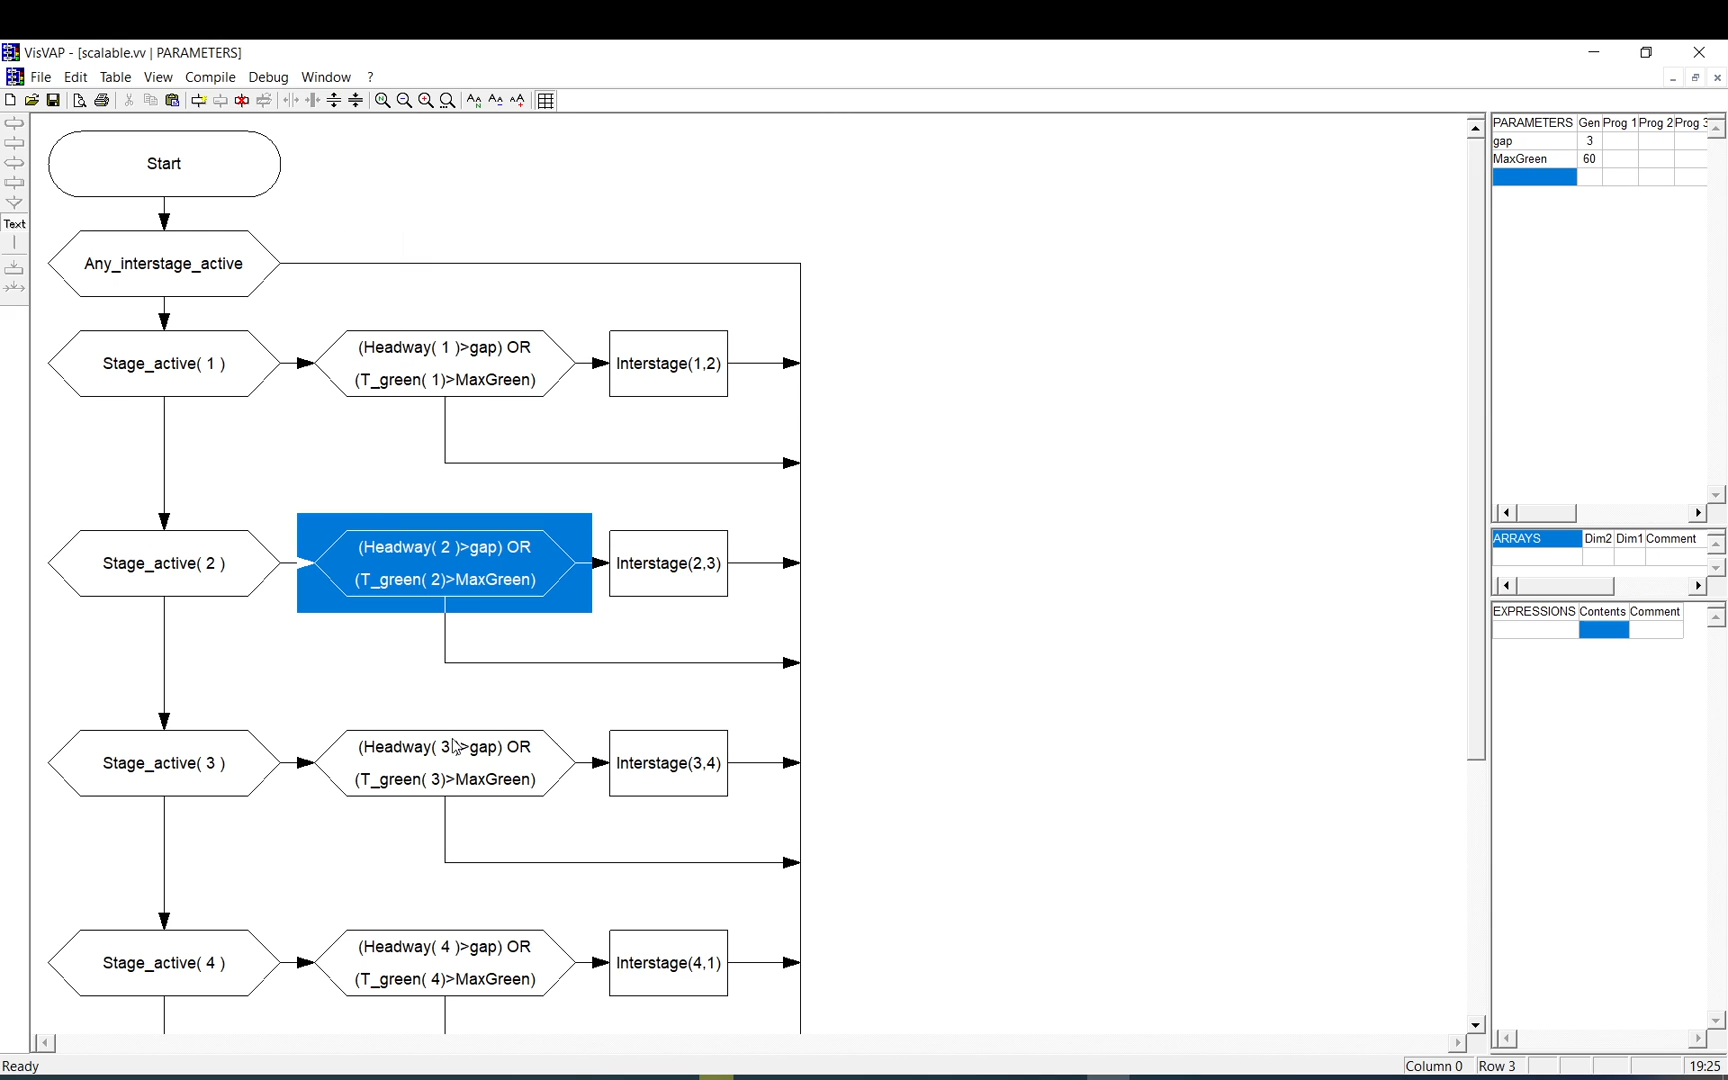 VisVAP - [scalable.vv | PARAMETERS]
File Edit Table View Compile Debug Window ?
Text
Start
Any_interstage_active
Stage_active( 1 )
(Headway( 1 )>gap) OR
(T_green( 1)>MaxGreen)
Interstage(1,2)
Stage_active( 2 )
(Headway( 2 )>gap) OR
(T_green( 2)>MaxGreen)
Interstage(2,3)
Stage_active( 3 )
(Headway( 3 )>gap) OR
(T_green( 3)>MaxGreen)
Interstage(3,4)
Stage_active( 4 )
(Headway( 4 )>gap) OR
(T_green( 4)>MaxGreen)
Interstage(4,1)
PARAMETERS Gen Prog 1 Prog 2 Prog 3
gap 3
MaxGreen 60
ARRAYS Dim2 Dim1 Comment
EXPRESSIONS Contents Comment
Ready Column 0 Row 3 19:25